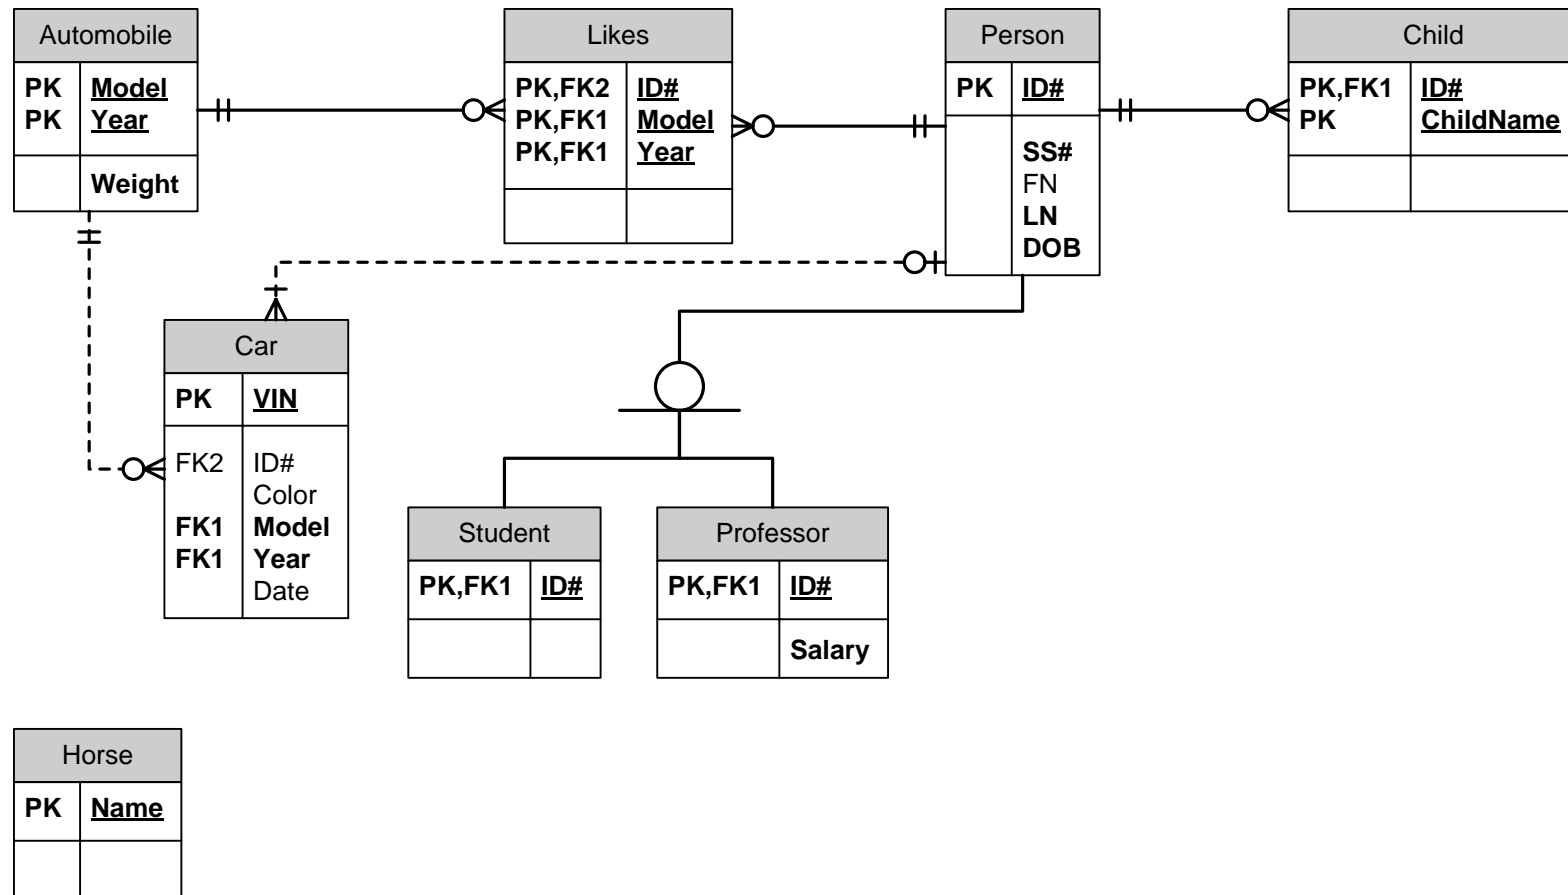 Automobile
PK Model
PK Year
Weight
Likes
PK,FK2 ID#
PK,FK1 Model
PK,FK1 Year
Person
PK ID#
SS#
FN
LN
DOB
Child
PK,FK1 ID#
PK ChildName
Car
PK VIN
FK2 ID#
Color
FK1 Model
FK1 Year
Date
Student
PK,FK1 ID#
Professor
PK,FK1 ID#
Salary
Horse
PK Name